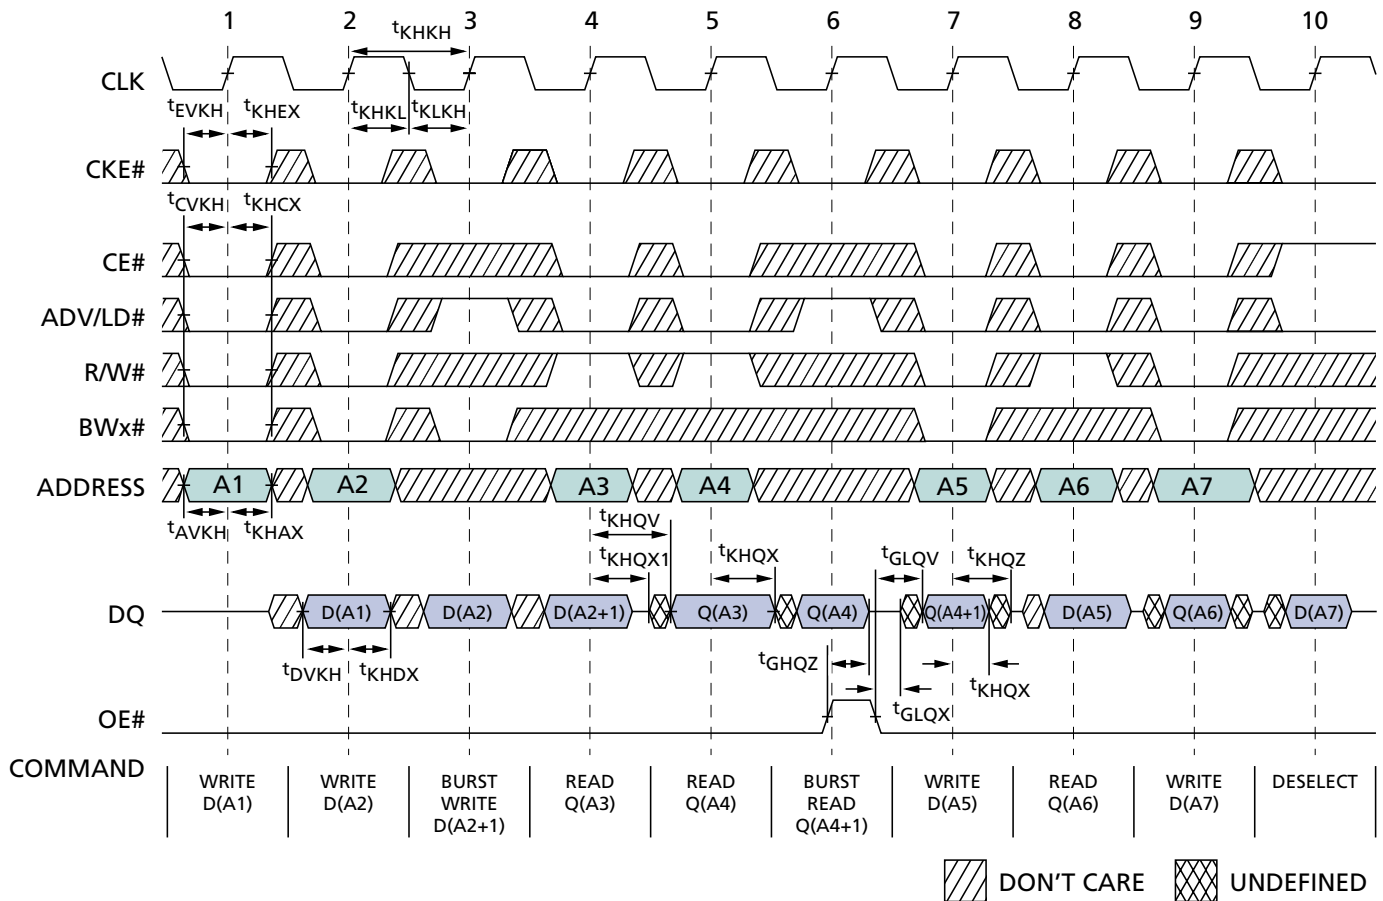 1 2 3 4 5 6 7 8 9 10
tKHKH
CLK
tEVKH tKHEX tKHKL tKLKH
CKE#
tCVKH tKHCX
CE#
ADV/LD#
R/W#
BWx#
ADDRESS A1 A2 A3 A4 A5 A6 A7
tAVKH tKHAX tKHQV
tKHQX1 tKHQX tGLQV tKHQZ
DQ D(A1) D(A2) D(A2+1) Q(A3) Q(A4) Q(A4+1) D(A5) Q(A6) D(A7)
tDVKH tKHDX tGHQZ tKHQX
tGLQX
OE#
COMMAND
WRITE WRITE BURST READ READ BURST WRITE READ WRITE DESELECT
D(A1) D(A2) WRITE Q(A3) Q(A4) READ D(A5) Q(A6) D(A7)
D(A2+1) Q(A4+1)
DON'T CARE UNDEFINED